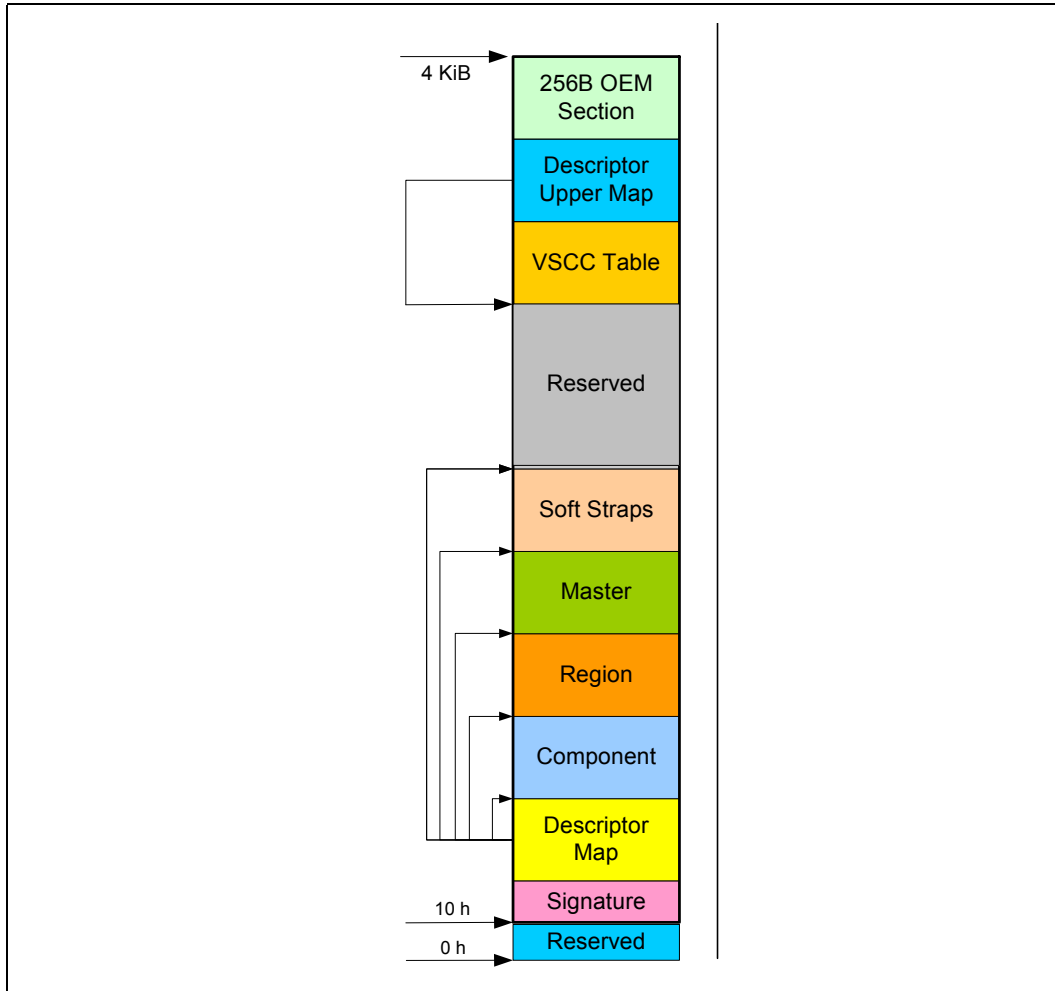 4 KiB
256B OEM
Section
Descriptor
Upper Map
VSCC Table
Reserved
Soft Straps
Master
Region
Component
Descriptor
Map
Signature
10 h
Reserved
0 h